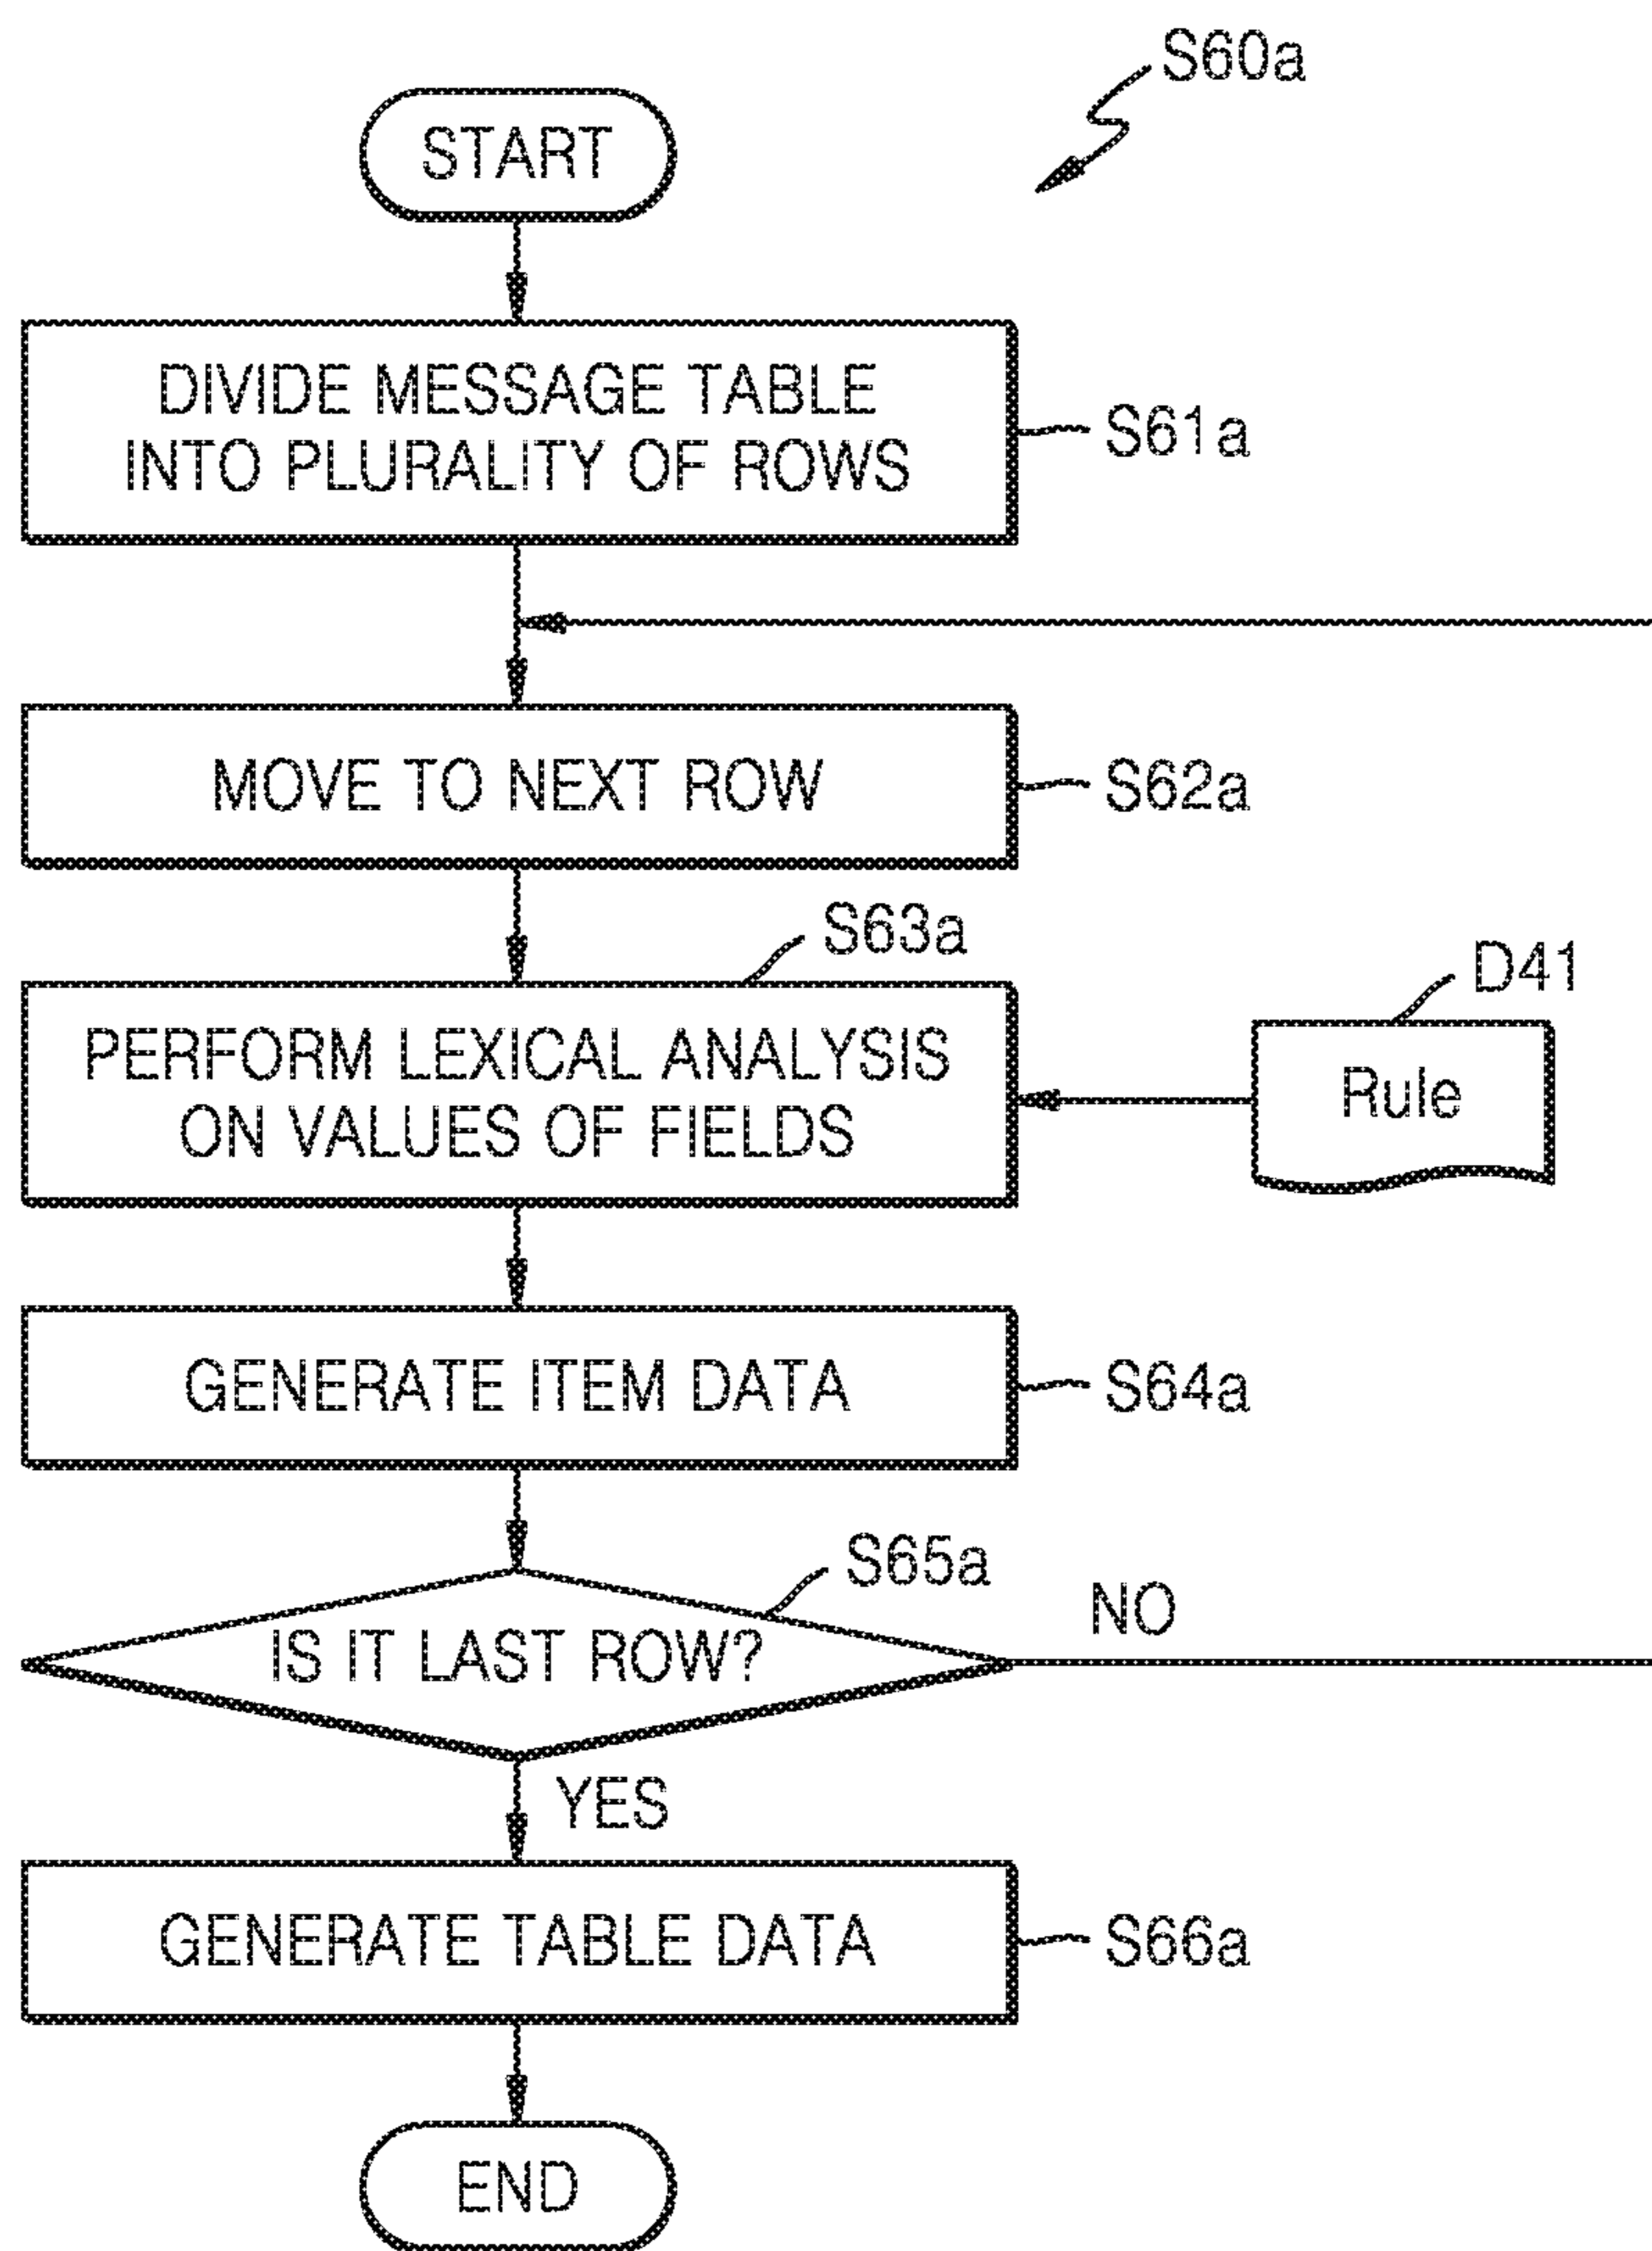 S60a
START
DIVIDE MESSAGE TABLE
INTO PLURALITY OF ROWS
S61a
MOVE TO NEXT ROW
S62a
S63a
PERFORM LEXICAL ANALYSIS
ON VALUES OF FIELDS
D41
Rule
GENERATE ITEM DATA
S64a
S65a
IS IT LAST ROW?
NO
YES
GENERATE TABLE DATA
S66a
END